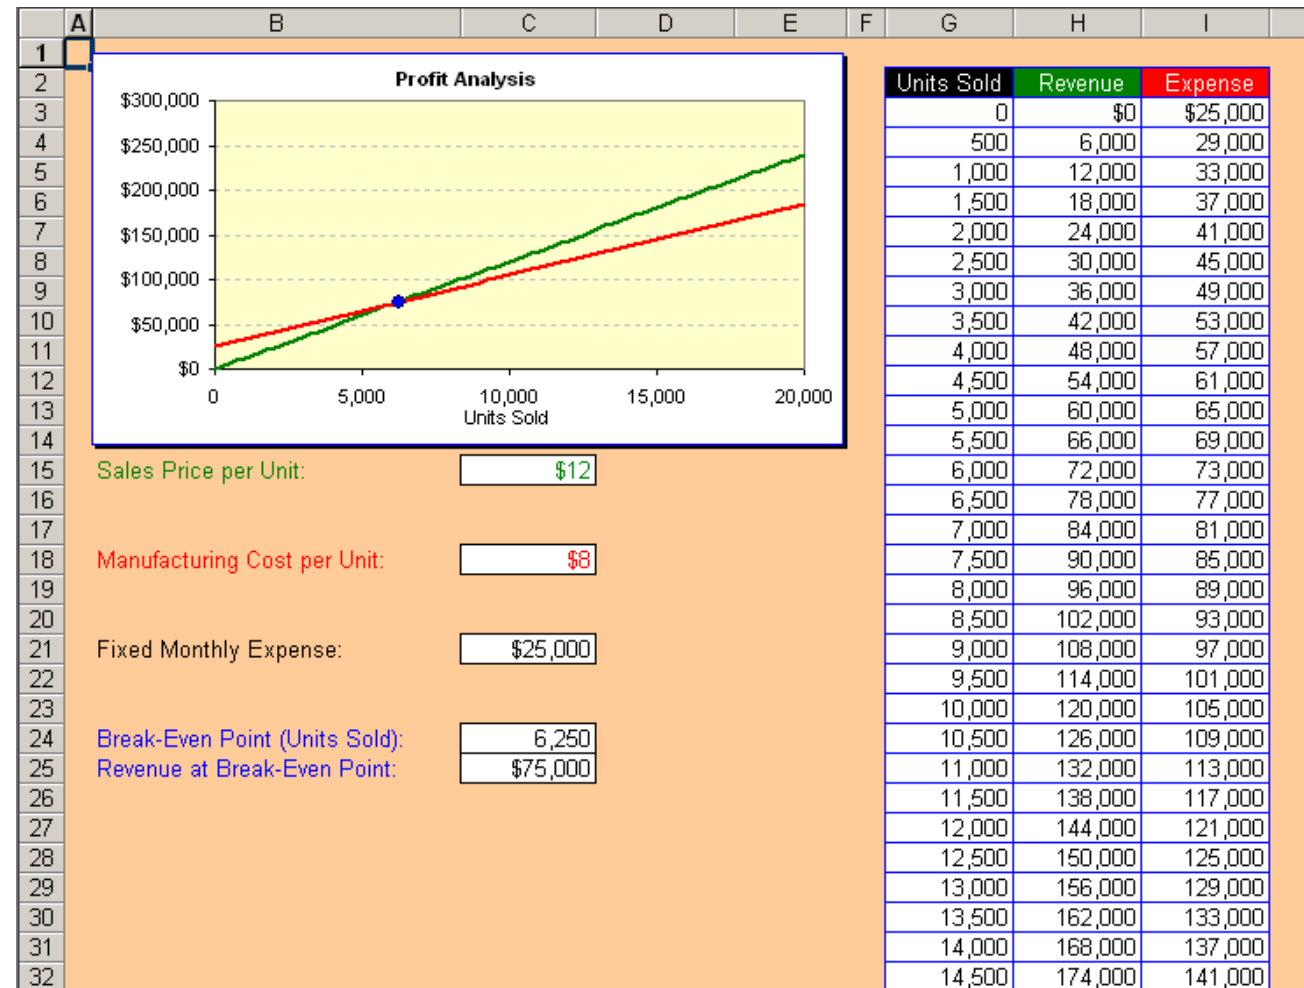 A B C D E F G H I
1
Profit Analysis
$300,000
$250,000
$200,000
$150,000
$100,000
$50,000
$0
0 5,000 10,000 15,000 20,000
Units Sold
2 Units Sold Revenue Expense
3 0 $0 $25,000
4 500 6,000 29,000
5 1,000 12,000 33,000
6 1,500 18,000 37,000
7 2,000 24,000 41,000
8 2,500 30,000 45,000
9 3,000 36,000 49,000
10 3,500 42,000 53,000
11 4,000 48,000 57,000
12 4,500 54,000 61,000
13 5,000 60,000 65,000
14 5,500 66,000 69,000
15 Sales Price per Unit: $12 6,000 72,000 73,000
16 6,500 78,000 77,000
17 7,000 84,000 81,000
18 Manufacturing Cost per Unit: $8 7,500 90,000 85,000
19 8,000 96,000 89,000
20 8,500 102,000 93,000
21 Fixed Monthly Expense: $25,000 9,000 108,000 97,000
22 9,500 114,000 101,000
23 10,000 120,000 105,000
24 Break-Even Point (Units Sold): 6,250 10,500 126,000 109,000
25 Revenue at Break-Even Point: $75,000 11,000 132,000 113,000
26 11,500 138,000 117,000
27 12,000 144,000 121,000
28 12,500 150,000 125,000
29 13,000 156,000 129,000
30 13,500 162,000 133,000
31 14,000 168,000 137,000
32 14,500 174,000 141,000